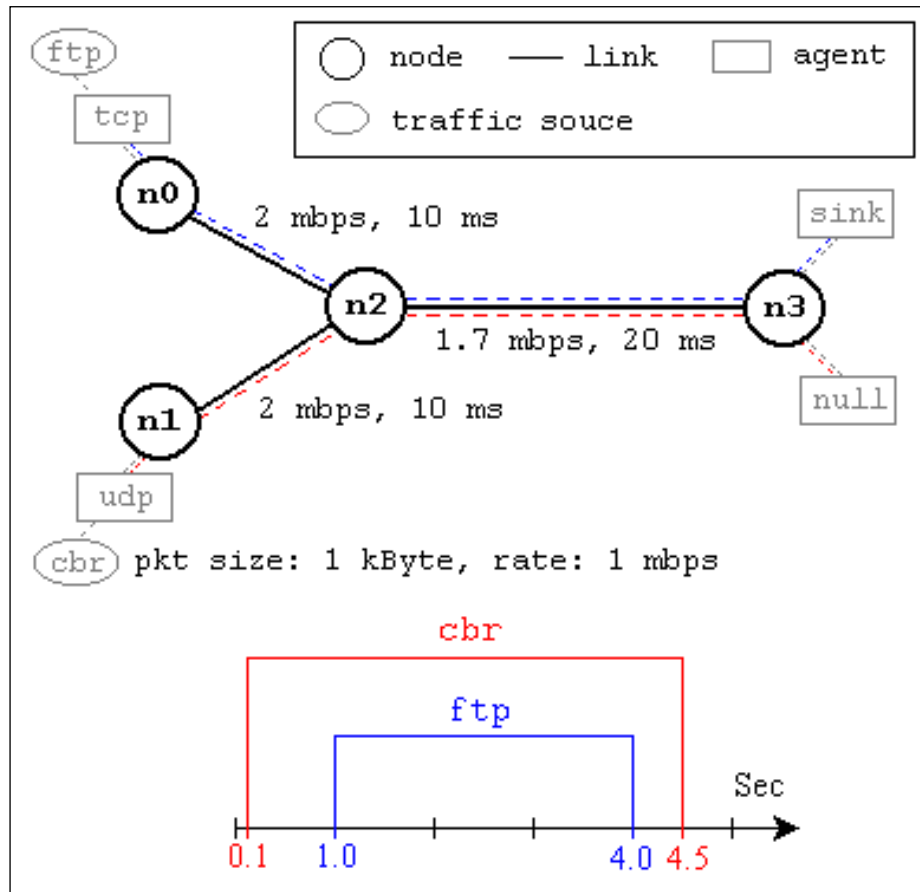 ftp
node link agent
traffic souce
tcp
n0
2 mbps, 10 ms
sink
n2
n3
1.7 mbps, 20 ms
null
2 mbps, 10 ms
n1
udp
cbr pkt size: 1 kByte, rate: 1 mbps
cbr
ftp
Sec
0.1 1.0 4.0 4.5